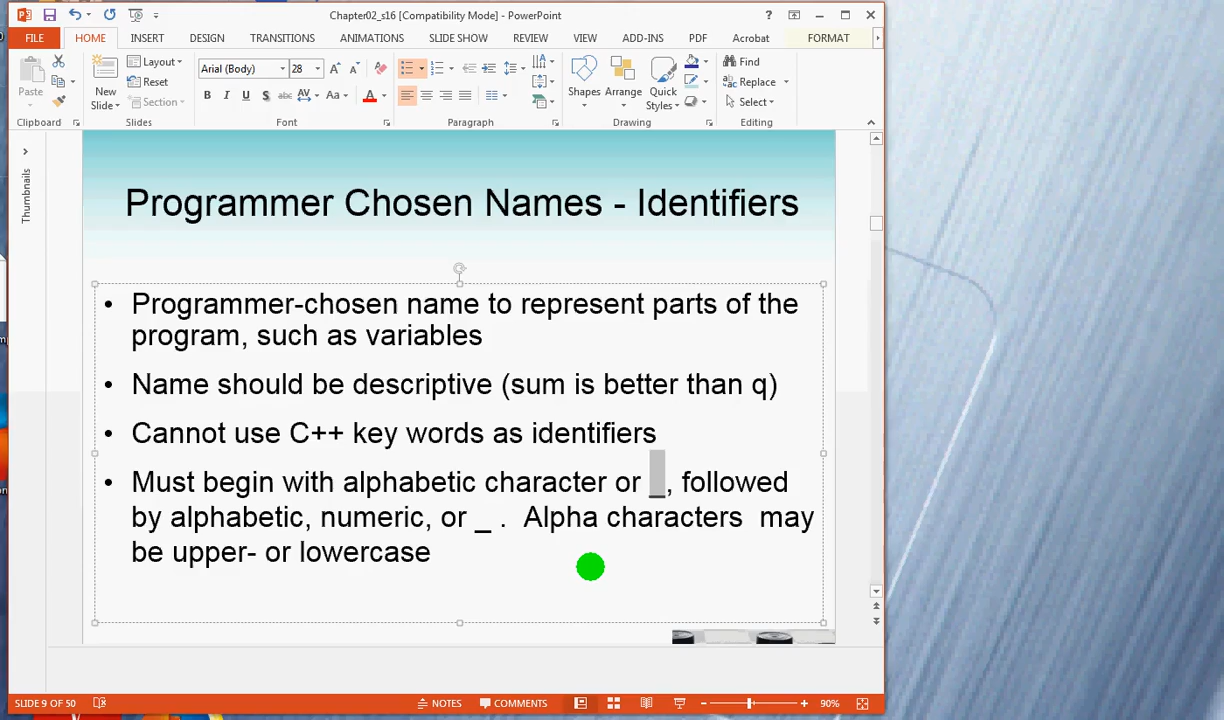 Chapter02_s16 [Compatibility Mode] - PowerPoint
FILE HOME INSERT DESIGN TRANSITIONS ANIMATIONS SLIDE SHOW REVIEW VIEW ADD-INS PDF Acrobat FORMAT
Paste
Clipboard
New
Slide
Layout
Reset
Section
Slides
Arial (Body) 28
B I U S abc AV Aa A
Font
Paragraph
Shapes Arrange Quick
Styles
Drawing
Find
Replace
Select
Editing
Thumbnails
Programmer Chosen Names - Identifiers
• Programmer-chosen name to represent parts of the
program, such as variables
• Name should be descriptive (sum is better than q)
• Cannot use C++ key words as identifiers
• Must begin with alphabetic character or _, followed
by alphabetic, numeric, or _ . Alpha characters may
be upper- or lowercase
SLIDE 9 OF 50 NOTES COMMENTS 90%